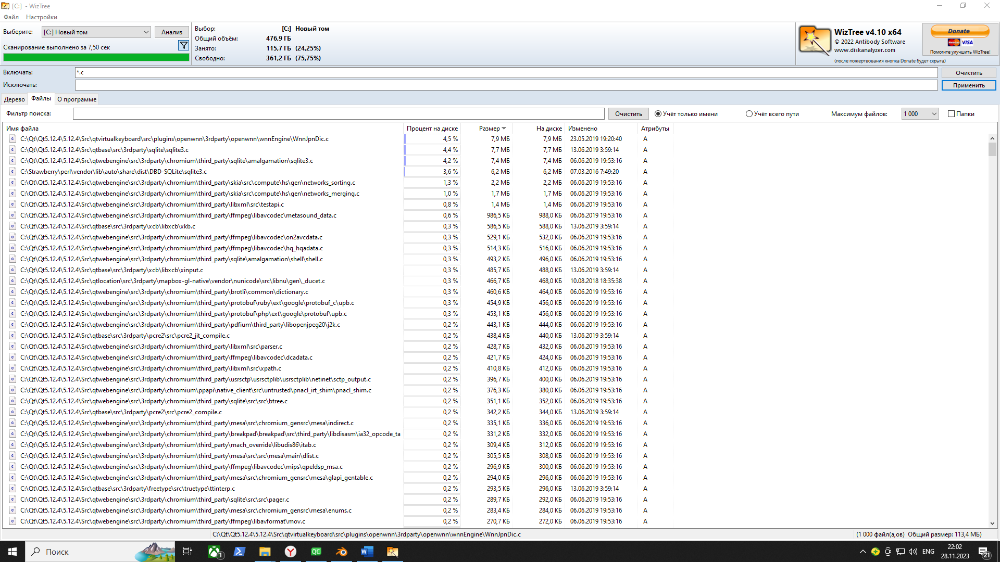 [C:] - WizTree
Файл Настройки
Выберите: [C:] Новый том Анализ
Сканирование выполнено за 7,50 сек
Выбор: [C:] Новый том
Общий объём: 476,9 ГБ
Занято: 115,7 ГБ (24,25%)
Свободно: 361,2 ГБ (75,75%)
WizTree v4.10 x64
© 2022 Antibody Software
www.diskanalyzer.com
(после пожертвования кнопка Donate будет скрыта)
Donate
MasterCard VISA
Помогите улучшить WizTree!
Включать: *.c Очистить
Исключать: Применить
Дерево Файлы О программе
Фильтр поиска: Очистить Учёт только имени Учёт всего пути Максимум файлов: 1 000 Папки
Имя файла Процент на диске Размер На диске Изменено Атрибуты
C:\Qt\Qt5.12.4\5.12.4\Src\qtvirtualkeyboard\src\plugins\openwnn\3rdparty\openwnn\wnnEngine\WnnJpnDic.c 4,5 % 7,9 МБ 7,9 МБ 23.05.2019 19:20:40 A
C:\Qt\Qt5.12.4\5.12.4\Src\qtbase\src\3rdparty\sqlite\sqlite3.c 4,4 % 7,7 МБ 7,7 МБ 13.06.2019 3:59:14 A
C:\Qt\Qt5.12.4\5.12.4\Src\qtwebengine\src\3rdparty\chromium\third_party\sqlite\amalgamation\sqlite3.c 4,2 % 7,4 МБ 7,4 МБ 06.06.2019 19:53:16 A
C:\Strawberry\perl\vendor\lib\auto\share\dist\DBD-SQLite\sqlite3.c 3,6 % 6,2 МБ 6,2 МБ 07.03.2016 7:49:20 A
C:\Qt\Qt5.12.4\5.12.4\Src\qtwebengine\src\3rdparty\chromium\third_party\skia\src\compute\hs\gen\networks_sorting.c 1,3 % 2,2 МБ 2,2 МБ 06.06.2019 19:53:16 A
C:\Qt\Qt5.12.4\5.12.4\Src\qtwebengine\src\3rdparty\chromium\third_party\skia\src\compute\hs\gen\networks_merging.c 1,0 % 1,7 МБ 1,7 МБ 06.06.2019 19:53:16 A
C:\Qt\Qt5.12.4\5.12.4\Src\qtwebengine\src\3rdparty\chromium\third_party\libxml\src\testapi.c 0,8 % 1,4 МБ 1,4 МБ 06.06.2019 19:53:16 A
C:\Qt\Qt5.12.4\5.12.4\Src\qtwebengine\src\3rdparty\chromium\third_party\ffmpeg\libavcodec\metasound_data.c 0,6 % 986,5 КБ 988,0 КБ 06.06.2019 19:53:16 A
C:\Qt\Qt5.12.4\5.12.4\Src\qtbase\src\3rdparty\xcb\libxcb\xkb.c 0,3 % 586,5 КБ 588,0 КБ 13.06.2019 3:59:14 A
C:\Qt\Qt5.12.4\5.12.4\Src\qtwebengine\src\3rdparty\chromium\third_party\ffmpeg\libavcodec\on2avcdata.c 0,3 % 529,1 КБ 532,0 КБ 06.06.2019 19:53:16 A
C:\Qt\Qt5.12.4\5.12.4\Src\qtwebengine\src\3rdparty\chromium\third_party\ffmpeg\libavcodec\hq_hqadata.c 0,3 % 514,3 КБ 516,0 КБ 06.06.2019 19:53:16 A
C:\Qt\Qt5.12.4\5.12.4\Src\qtwebengine\src\3rdparty\chromium\third_party\sqlite\amalgamation\shell\shell.c 0,3 % 493,2 КБ 496,0 КБ 06.06.2019 19:53:16 A
C:\Qt\Qt5.12.4\5.12.4\Src\qtbase\src\3rdparty\xcb\libxcb\xinput.c 0,3 % 485,7 КБ 488,0 КБ 13.06.2019 3:59:14 A
C:\Qt\Qt5.12.4\5.12.4\Src\qtlocation\src\3rdparty\mapbox-gl-native\vendor\nunicode\src\libnu\gen\_ducet.c 0,3 % 466,7 КБ 468,0 КБ 10.08.2018 18:35:38 A
C:\Qt\Qt5.12.4\5.12.4\Src\qtwebengine\src\3rdparty\chromium\third_party\brotli\common\dictionary.c 0,3 % 460,6 КБ 464,0 КБ 06.06.2019 19:53:16 A
C:\Qt\Qt5.12.4\5.12.4\Src\qtwebengine\src\3rdparty\chromium\third_party\protobuf\ruby\ext\google\protobuf_c\upb.c 0,3 % 454,9 КБ 456,0 КБ 06.06.2019 19:53:16 A
C:\Qt\Qt5.12.4\5.12.4\Src\qtwebengine\src\3rdparty\chromium\third_party\protobuf\php\ext\google\protobuf\upb.c 0,3 % 453,1 КБ 456,0 КБ 06.06.2019 19:53:16 A
C:\Qt\Qt5.12.4\5.12.4\Src\qtwebengine\src\3rdparty\chromium\third_party\pdfium\third_party\libopenjpeg20\j2k.c 0,2 % 443,1 КБ 444,0 КБ 06.06.2019 19:53:16 A
C:\Qt\Qt5.12.4\5.12.4\Src\qtbase\src\3rdparty\pcre2\src\pcre2_jit_compile.c 0,2 % 438,4 КБ 440,0 КБ 13.06.2019 3:59:14 A
C:\Qt\Qt5.12.4\5.12.4\Src\qtwebengine\src\3rdparty\chromium\third_party\libxml\src\parser.c 0,2 % 428,7 КБ 432,0 КБ 06.06.2019 19:53:16 A
C:\Qt\Qt5.12.4\5.12.4\Src\qtwebengine\src\3rdparty\chromium\third_party\ffmpeg\libavcodec\dcadata.c 0,2 % 421,7 КБ 424,0 КБ 06.06.2019 19:53:16 A
C:\Qt\Qt5.12.4\5.12.4\Src\qtwebengine\src\3rdparty\chromium\third_party\libxml\src\xpath.c 0,2 % 410,8 КБ 412,0 КБ 06.06.2019 19:53:16 A
C:\Qt\Qt5.12.4\5.12.4\Src\qtwebengine\src\3rdparty\chromium\third_party\usrsctp\usrsctplib\usrsctplib\netinet\sctp_output.c 0,2 % 396,7 КБ 400,0 КБ 06.06.2019 19:53:16 A
C:\Qt\Qt5.12.4\5.12.4\Src\qtwebengine\src\3rdparty\chromium\ppapi\native_client\src\untrusted\pnacl_irt_shim\pnacl_shim.c 0,2 % 376,3 КБ 380,0 КБ 06.06.2019 19:53:16 A
C:\Qt\Qt5.12.4\5.12.4\Src\qtwebengine\src\3rdparty\chromium\third_party\sqlite\src\src\btree.c 0,2 % 351,1 КБ 352,0 КБ 06.06.2019 19:53:16 A
C:\Qt\Qt5.12.4\5.12.4\Src\qtbase\src\3rdparty\pcre2\src\pcre2_compile.c 0,2 % 342,2 КБ 344,0 КБ 13.06.2019 3:59:14 A
C:\Qt\Qt5.12.4\5.12.4\Src\qtwebengine\src\3rdparty\chromium\third_party\mesa\src\chromium_gensrc\mesa\indirect.c 0,2 % 335,1 КБ 336,0 КБ 06.06.2019 19:53:16 A
C:\Qt\Qt5.12.4\5.12.4\Src\qtwebengine\src\3rdparty\chromium\third_party\breakpad\breakpad\src\third_party\libdisasm\ia32_opcode_ta 0,2 % 331,2 КБ 332,0 КБ 06.06.2019 19:53:16 A
C:\Qt\Qt5.12.4\5.12.4\Src\qtwebengine\src\3rdparty\chromium\third_party\mach_override\libudis86\itab.c 0,2 % 309,4 КБ 312,0 КБ 06.06.2019 19:53:16 A
C:\Qt\Qt5.12.4\5.12.4\Src\qtwebengine\src\3rdparty\chromium\third_party\mesa\src\src\mesa\main\dlist.c 0,2 % 305,5 КБ 308,0 КБ 06.06.2019 19:53:16 A
C:\Qt\Qt5.12.4\5.12.4\Src\qtwebengine\src\3rdparty\chromium\third_party\ffmpeg\libavcodec\mips\qpeldsp_msa.c 0,2 % 296,9 КБ 300,0 КБ 06.06.2019 19:53:16 A
C:\Qt\Qt5.12.4\5.12.4\Src\qtwebengine\src\3rdparty\chromium\third_party\mesa\src\chromium_gensrc\mesa\glapi_gentable.c 0,2 % 294,0 КБ 296,0 КБ 06.06.2019 19:53:16 A
C:\Qt\Qt5.12.4\5.12.4\Src\qtbase\src\3rdparty\freetype\src\truetype\ttinterp.c 0,2 % 293,5 КБ 296,0 КБ 13.06.2019 3:59:14 A
C:\Qt\Qt5.12.4\5.12.4\Src\qtwebengine\src\3rdparty\chromium\third_party\sqlite\src\src\pager.c 0,2 % 289,7 КБ 292,0 КБ 06.06.2019 19:53:16 A
C:\Qt\Qt5.12.4\5.12.4\Src\qtwebengine\src\3rdparty\chromium\third_party\mesa\src\chromium_gensrc\mesa\enums.c 0,2 % 283,4 КБ 284,0 КБ 06.06.2019 19:53:16 A
C:\Qt\Qt5.12.4\5.12.4\Src\qtwebengine\src\3rdparty\chromium\third_party\ffmpeg\libavformat\mov.c 0,2 % 270,7 КБ 272,0 КБ 06.06.2019 19:53:16 A
C:\Qt\Qt5.12.4\5.12.4\Src\qtvirtualkeyboard\src\plugins\openwnn\3rdparty\openwnn\wnnEngine\WnnJpnDic.c (1 000 файл(а,ов) Общий размер: 113,4 МБ)
Поиск 1 QC ENG 22:02 21
28.11.2023